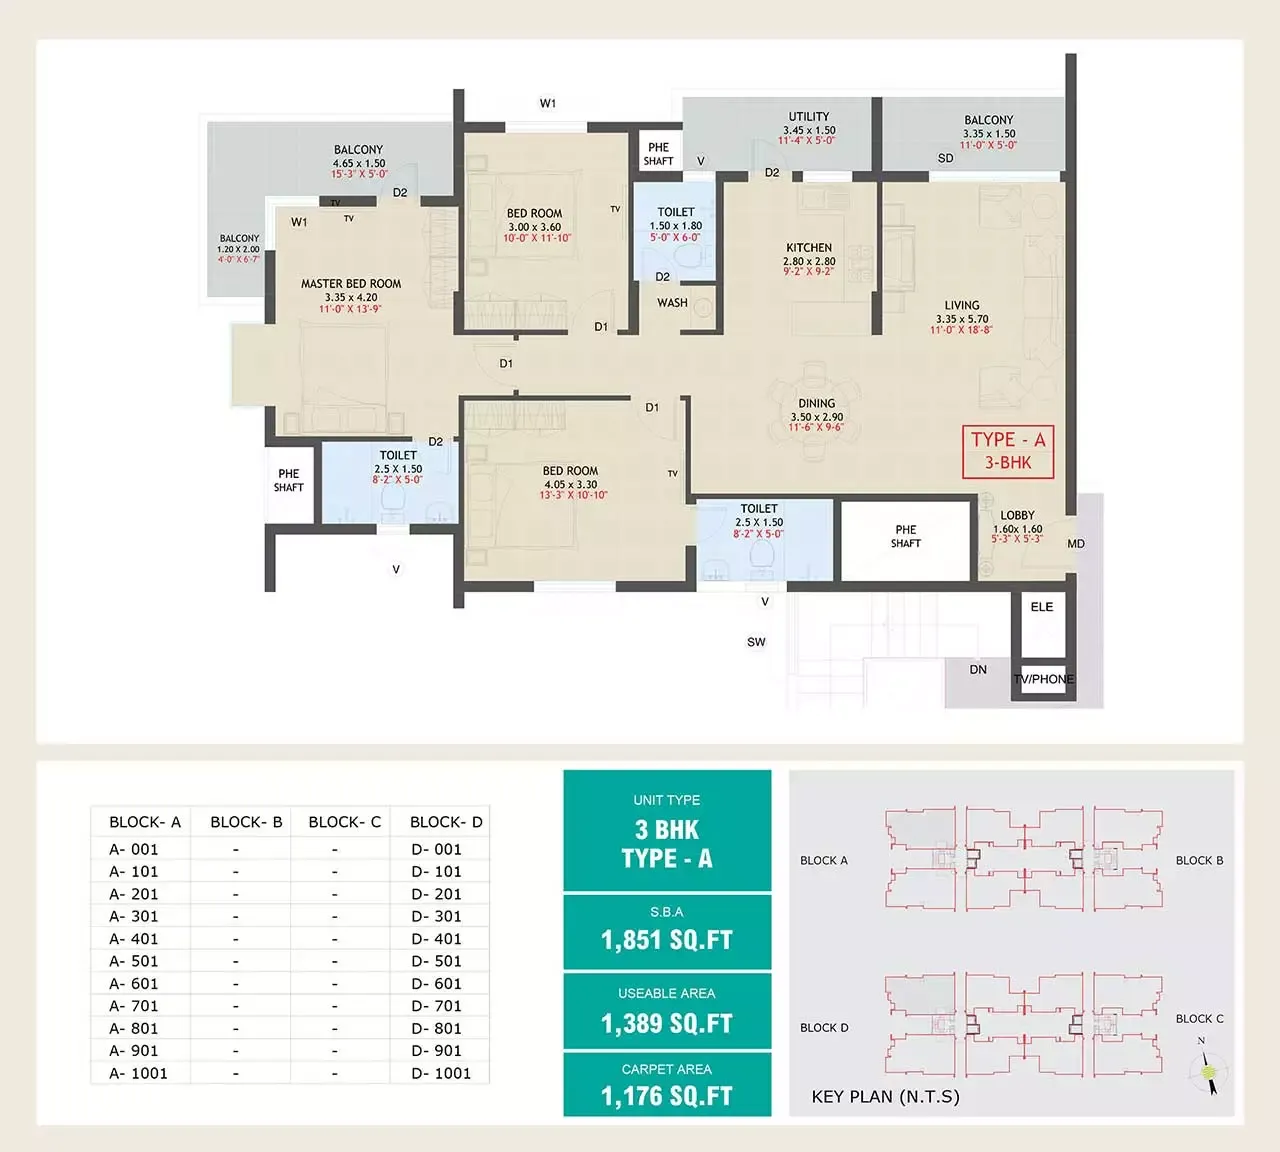 W1
UTILITY
3.45 x 1.50
11'-4" X 5'-0"
BALCONY
3.35 x 1.50
11'-0" X 5'-0"
SD
BALCONY
4.65 x 1.50
15'-3" X 5'-0"
D2
PHE
SHAFT
V
D2
TV
TV
W1
BED ROOM
3.00 x 3.60
10'-0" X 11'-10"
TV
TOILET
1.50 x 1.80
5'-0" X 6'-0"
D2
BALCONY
1.20 X 2.00
4'-0" X 6'-7"
KITCHEN
2.80 x 2.80
9'-2" X 9'-2"
MASTER BED ROOM
3.35 x 4.20
11'-0" X 13'-9"
WASH
LIVING
3.35 x 5.70
11'-0" X 18'-8"
D1
D1
D1
DINING
3.50 x 2.90
11'-6" X 9'-6"
D2
TYPE - A
3-BHK
TOILET
2.5 X 1.50
8'-2" X 5'-0"
PHE
SHAFT
BED ROOM
4.05 x 3.30
13'-3" X 10'-10"
TV
TOILET
2.5 X 1.50
8'-2" X 5'-0"
PHE
SHAFT
LOBBY
1.60x 1.60
5'-3" X 5'-3"
MD
V
V
ELE
SW
DN
TV/PHONE
BLOCK- A BLOCK- B BLOCK- C BLOCK- D
A- 001 - - D- 001
A- 101 - - D- 101
A- 201 - - D- 201
A- 301 - - D- 301
A- 401 - - D- 401
A- 501 - - D- 501
A- 601 - - D- 601
A- 701 - - D- 701
A- 801 - - D- 801
A- 901 - - D- 901
A- 1001 - - D- 1001
UNIT TYPE
3 BHK
TYPE - A
S.B.A
1,851 SQ.FT
USEABLE AREA
1,389 SQ.FT
CARPET AREA
1,176 SQ.FT
BLOCK A
BLOCK B
BLOCK D
BLOCK C
N
KEY PLAN (N.T.S)